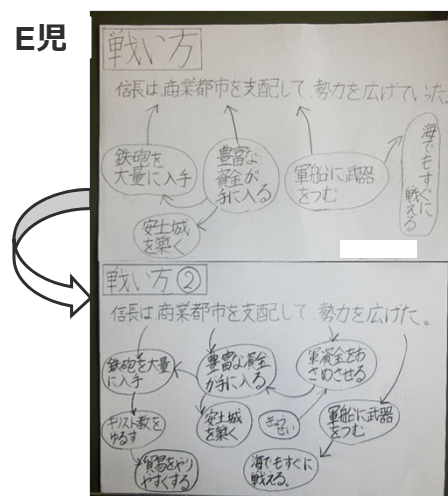 E児
戦い方
信長は、商業都市を支配して、勢力を広げていった。
鉄砲を
大量に入手
豊富な
資金が
手に入る
軍船に武器
をつむ
海でもすぐに
戦える
安土城
を築く
戦い方②
信長は商業都市を支配して、勢力を広げた。
鉄砲を大量
に入手
豊富な資金
が手に入る
軍資金をお
さめさせる
キリスト教を
ゆるす
安土城
を築く
きょう
せい
軍船に武器
をつむ
貿易をやり
やすくする
海でもすぐに
戦える。